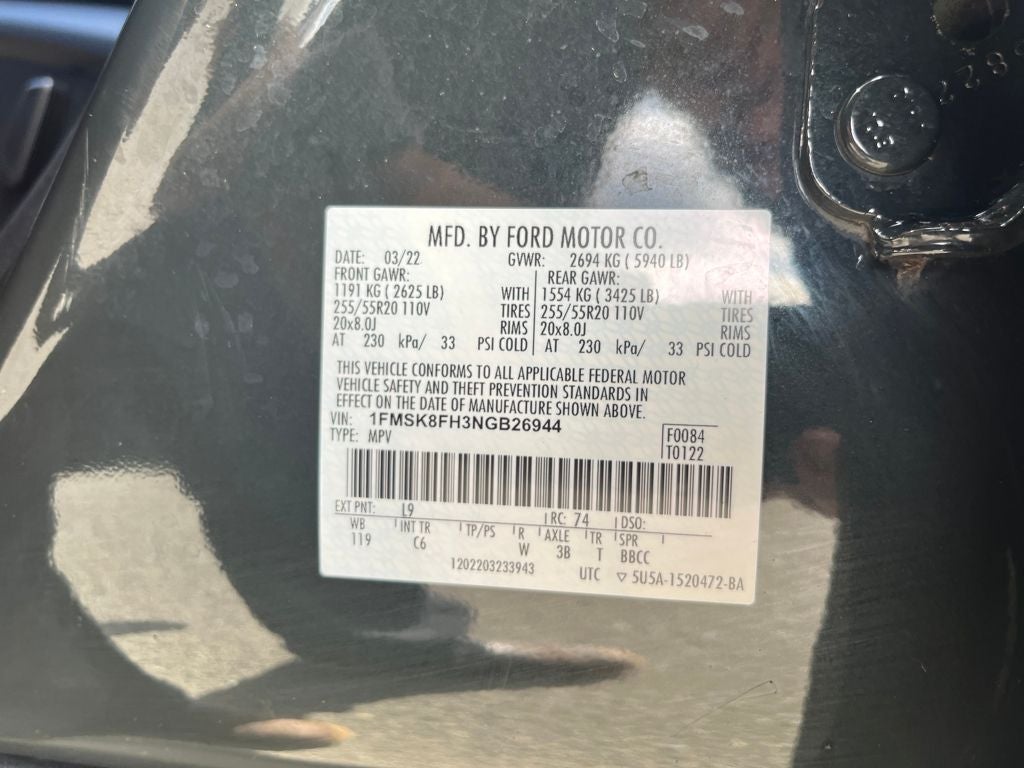 MFD. BY FORD MOTOR CO.
DATE: 03/22 GVWR: 2694 KG ( 5940 LB)
FRONT GAWR: REAR GAWR:
1191 KG ( 2625 LB) WITH 1554 KG ( 3425 LB) WITH
255/55R20 110V TIRES 255/55R20 110V TIRES
20x8.0J RIMS 20x8.0J RIMS
AT 230 kPa/ 33 PSI COLD AT 230 kPa/ 33 PSI COLD
THIS VEHICLE CONFORMS TO ALL APPLICABLE FEDERAL MOTOR
VEHICLE SAFETY AND THEFT PREVENTION STANDARDS IN
EFFECT ON THE DATE OF MANUFACTURE SHOWN ABOVE.
VIN: 1FMSK8FH3NGB26944
TYPE: MPV
F0084
T0122
EXT PNT: L9 RC: 74 DSO:
WB INT TR TP/PS R AXLE TR SPR
119 C6 W 3B T BBCC
1202203233943
UTC ▽ 5U5A-1520472-BA